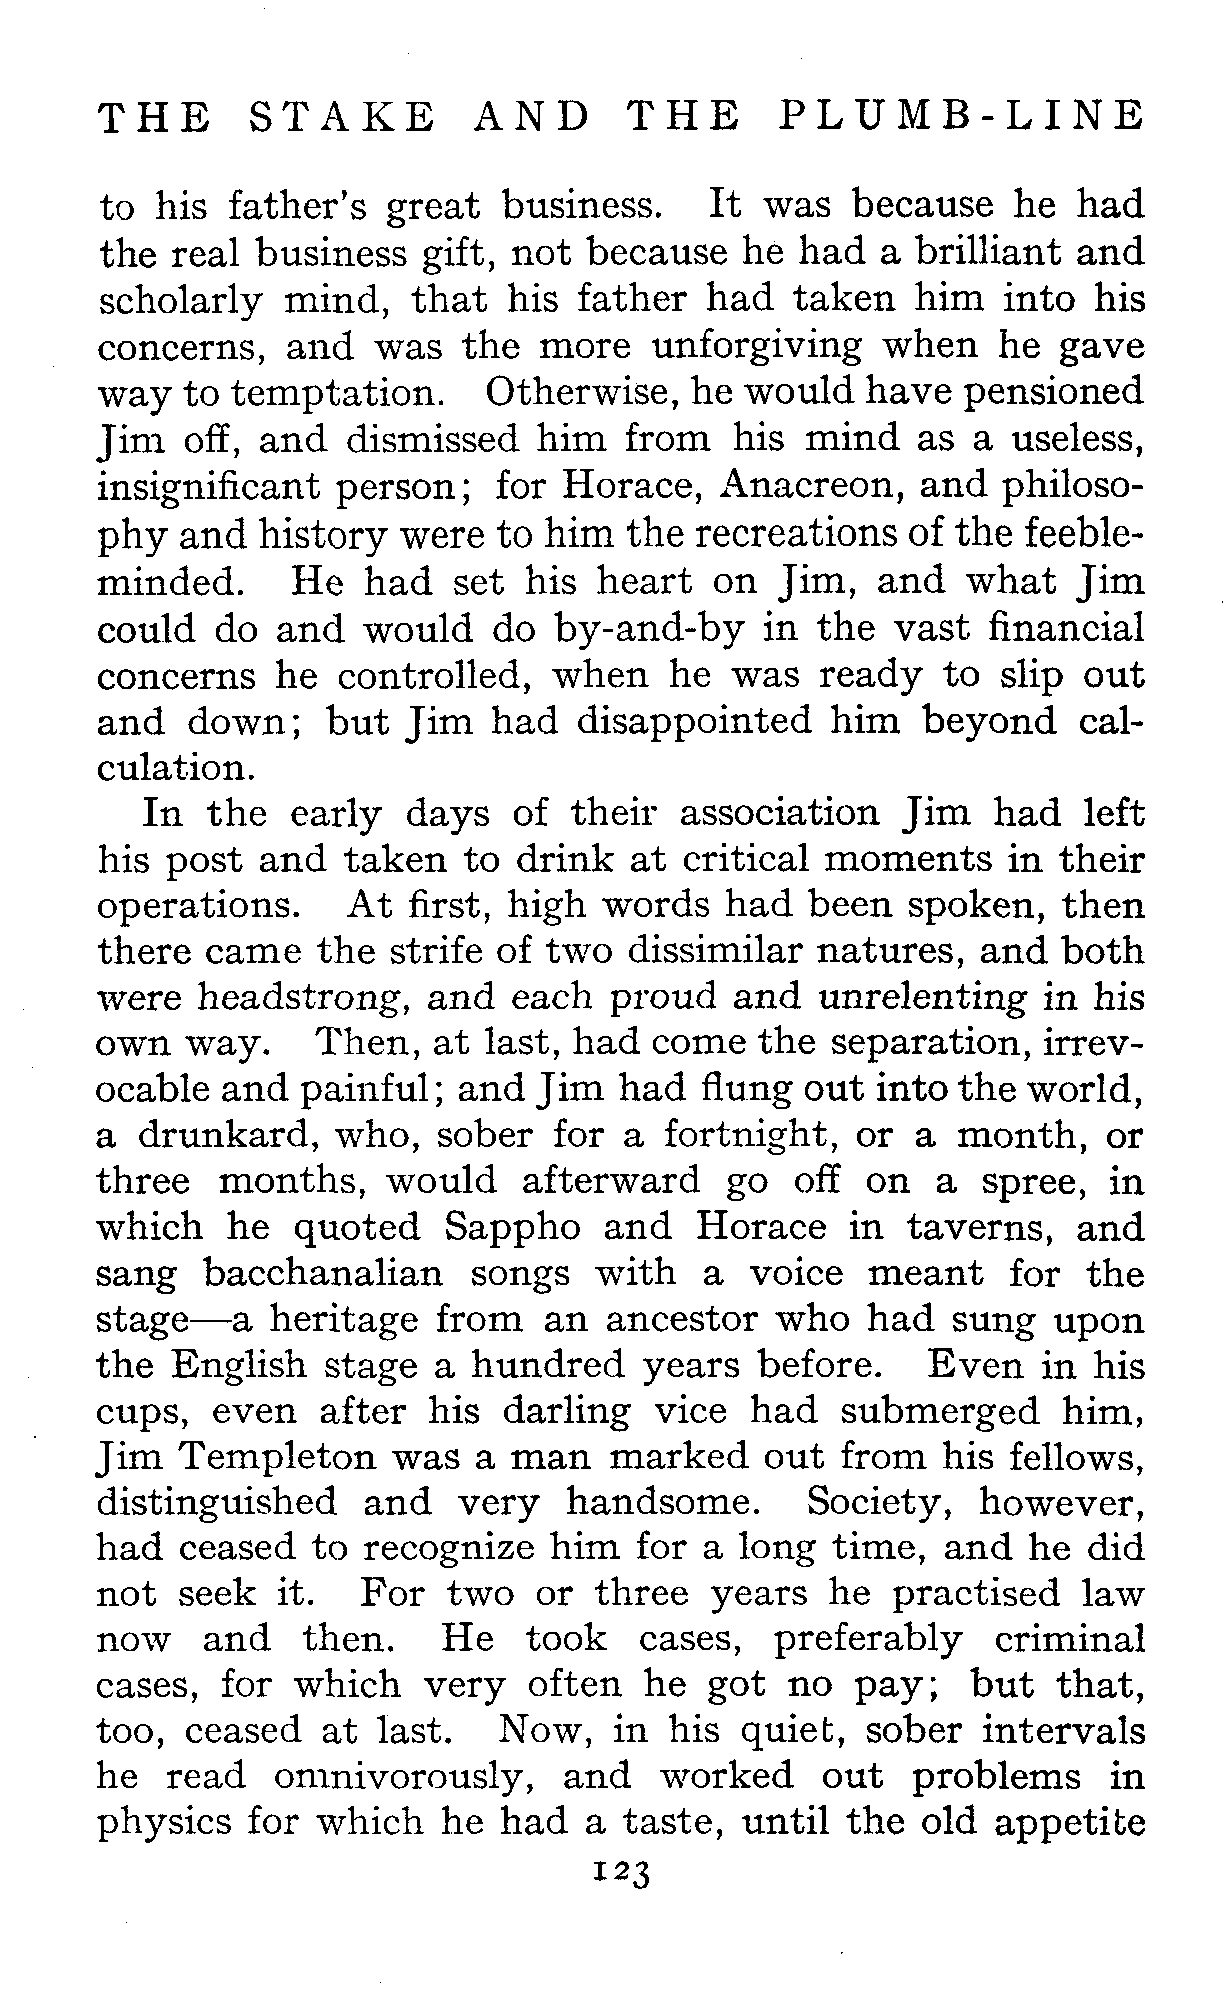 THE STAKE AND THE PLUMB-LINE
to his father's great business. It was because he had
the real business gift, not because he had a brilliant and
scholarly mind, that his father had taken him into his
concerns, and was the more unforgiving when he gave
way to temptation. Otherwise, he would have pensioned
Jim off, and dismissed him from his mind as a useless,
insignificant person; for Horace, Anacreon, and philoso-
phy and history were to him the recreations of the feeble-
minded. He had set his heart on Jim, and what Jim
could do and would do by-and-by in the vast financial
concerns he controlled, when he was ready to slip out
and down; but Jim had disappointed him beyond cal-
culation.
In the early days of their association Jim had left
his post and taken to drink at critical moments in their
operations. At first, high words had been spoken, then
there came the strife of two dissimilar natures, and both
were headstrong, and each proud and unrelenting in his
own way. Then, at last, had come the separation, irrev-
ocable and painful; and Jim had flung out into the world,
a drunkard, who, sober for a fortnight, or a month, or
three months, would afterward go off on a spree, in
which he quoted Sappho and Horace in taverns, and
sang bacchanalian songs with a voice meant for the
stage—a heritage from an ancestor who had sung upon
the English stage a hundred years before. Even in his
cups, even after his darling vice had submerged him,
Jim Templeton was a man marked out from his fellows,
distinguished and very handsome. Society, however,
had ceased to recognize him for a long time, and he did
not seek it. For two or three years he practised law
now and then. He took cases, preferably criminal
cases, for which very often he got no pay; but that,
too, ceased at last. Now, in his quiet, sober intervals
he read omnivorously, and worked out problems in
physics for which he had a taste, until the old appetite
123